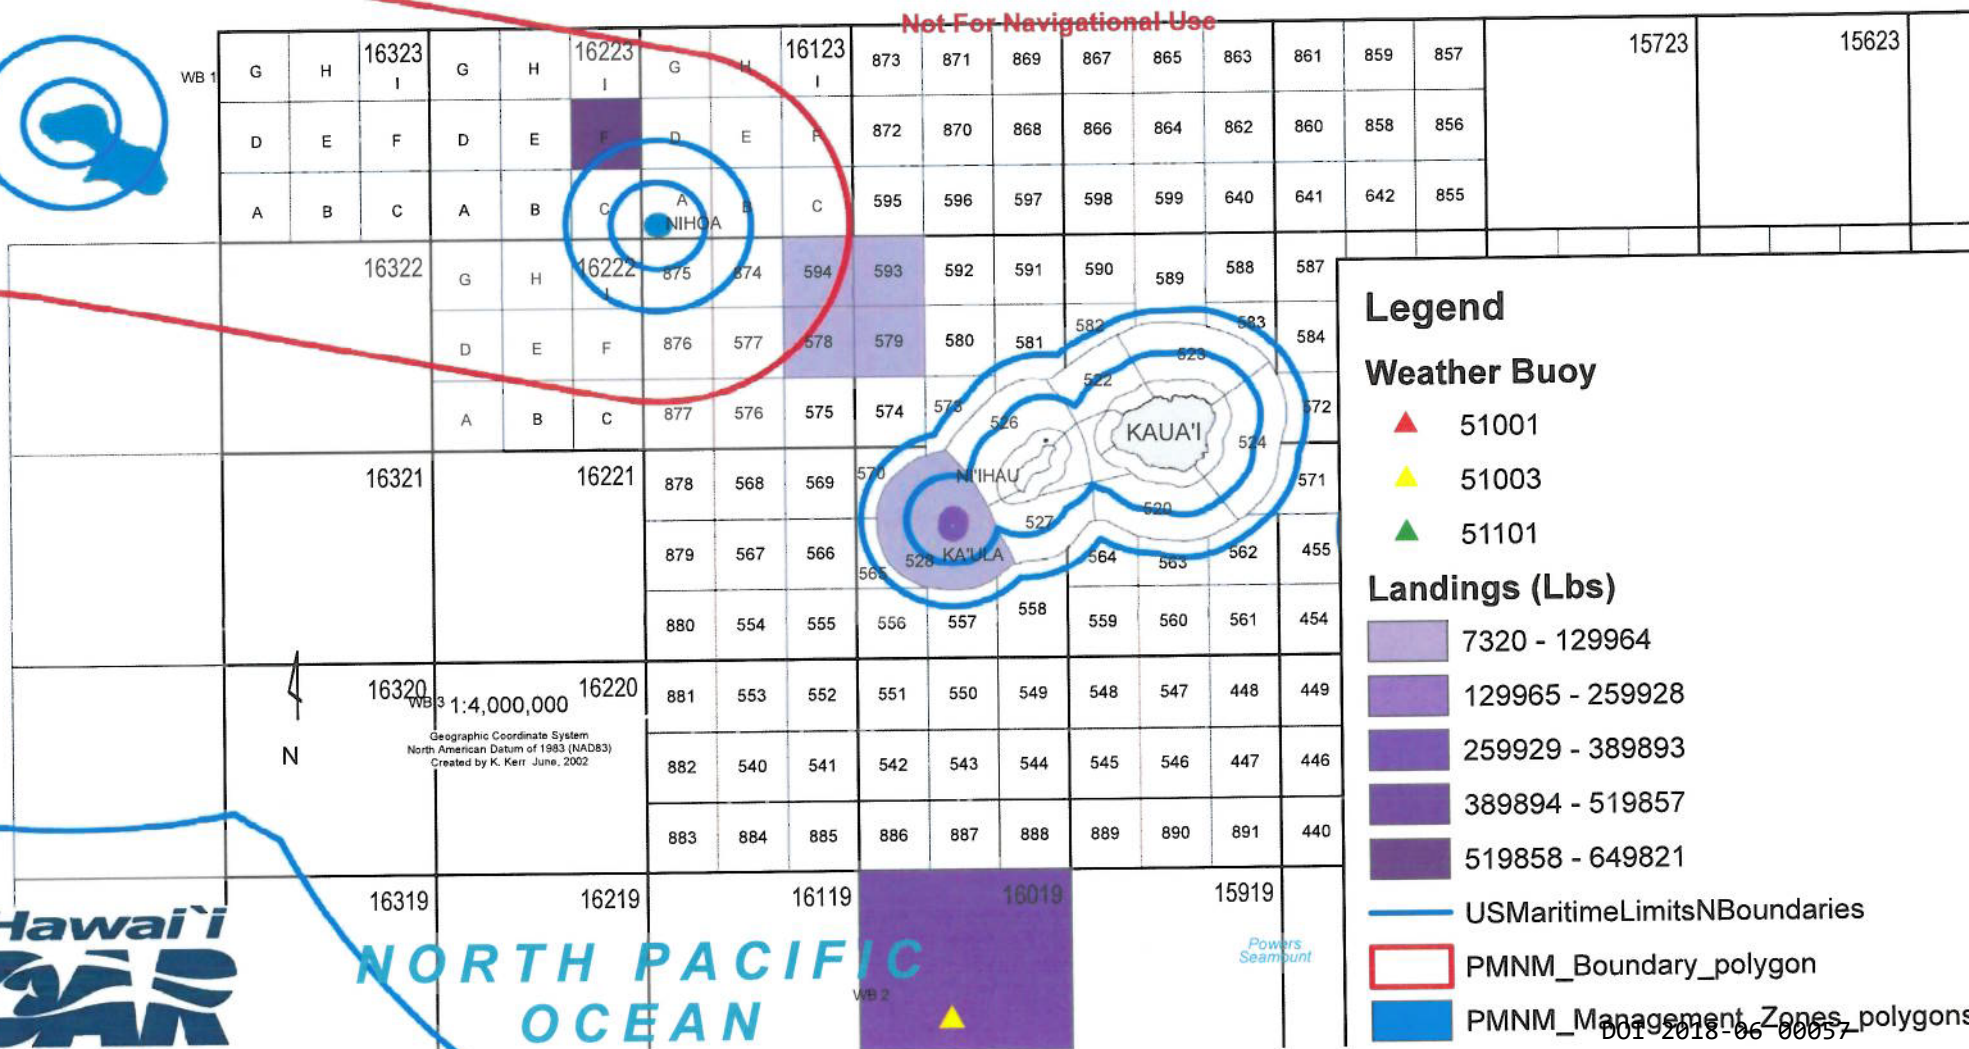 Not For Navigational Use
WB 1
G H 16323 I G H 16223 I G H 16123 I 873 871 869 867 865 863 861 859 857 15723 15623
D E F D E F D E F 872 870 868 866 864 862 860 858 856
A B C A B C A B C 595 596 597 598 599 640 641 642 855
NIHOA
16322 G H 16222 I 875 874 594 593 592 591 590 589 588 587
D E F 876 577 578 579 580 581 582 523 583 584
A B C 877 576 575 574 573 526 522 KAUA'I 524 572
16321 16221 878 568 569 570 NI'IHAU 571
527 520
879 567 566 565 528 KA'ULA 564 563 562 455
880 554 555 556 557 558 559 560 561 454
16320 16220 881 553 552 551 550 549 548 547 448 449
WB 3 1:4,000,000
Geographic Coordinate System
North American Datum of 1983 (NAD83)
Created by K. Kerr June, 2002
N
882 540 541 542 543 544 545 546 447 446
883 884 885 886 887 888 889 890 891 440
16319 16219 16119 16019 15919
Hawai`i
DAR
NORTH PACIFIC
OCEAN
WB 2
Powers
Seamount
Legend
Weather Buoy
51001
51003
51101
Landings (Lbs)
7320 - 129964
129965 - 259928
259929 - 389893
389894 - 519857
519858 - 649821
USMaritimeLimitsNBoundaries
PMNM_Boundary_polygon
PMNM_Management_Zones_polygons
DOI-2018-06 00057